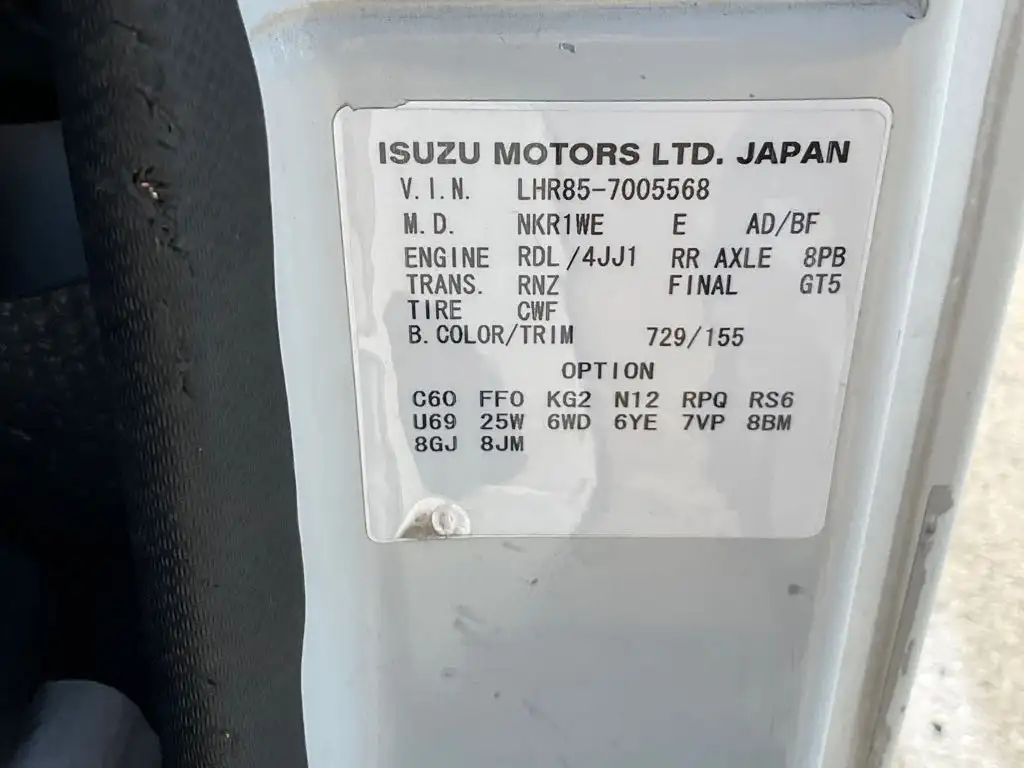 ISUZU MOTORS LTD. JAPAN
V.I.N. LHR85-7005568
M.D. NKR1WE E AD/BF
ENGINE RDL/4JJ1 RR AXLE 8PB
TRANS. RNZ FINAL GT5
TIRE CWF
B.COLOR/TRIM 729/155
OPTION
C60 FF0 KG2 N12 RPQ RS6
U69 25W 6WD 6YE 7VP 8BM
8GJ 8JM